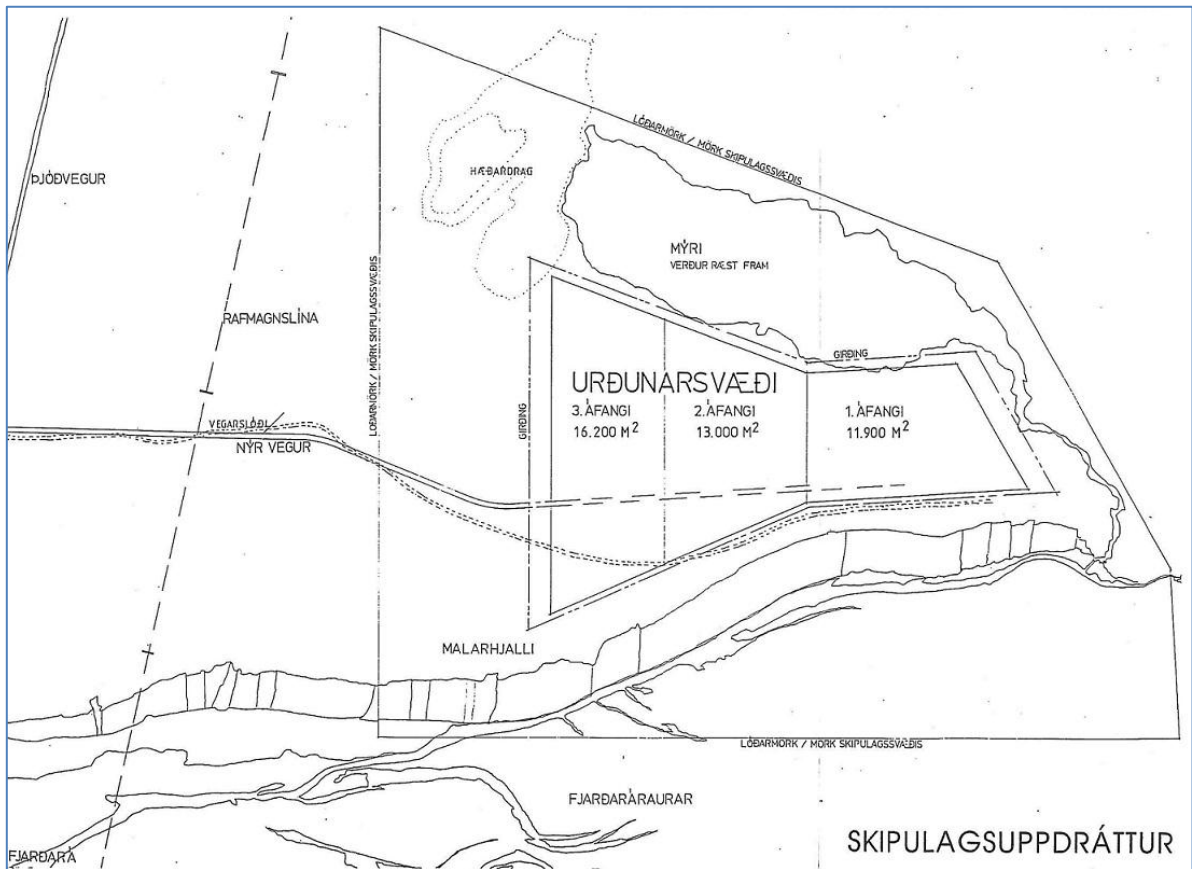 LÓÐARMÖRK / MÖRK SKIPULAGSSVÆÐIS
ÞJÓÐVEGUR
HÆÐARDRAG
MÝRI
VERÐUR RÆST FRAM
RAFMAGNSLÍNA
LÓÐARMÖRK / MÖRK SKIPULAGSSVÆÐIS
GIRÐING
URÐUNARSVÆÐI
3. ÁFANGI
16.200 M²
2. ÁFANGI
13.000 M²
1. ÁFANGI
11.900 M²
GIRÐING
VEGARSLÓÐI
NÝR VEGUR
MALARHJALLI
LÓÐARMÖRK / MÖRK SKIPULAGSSVÆÐIS
FJARÐARÁRAURAR
SKIPULAGSUPPDRÁTTUR
FJARÐARÁ